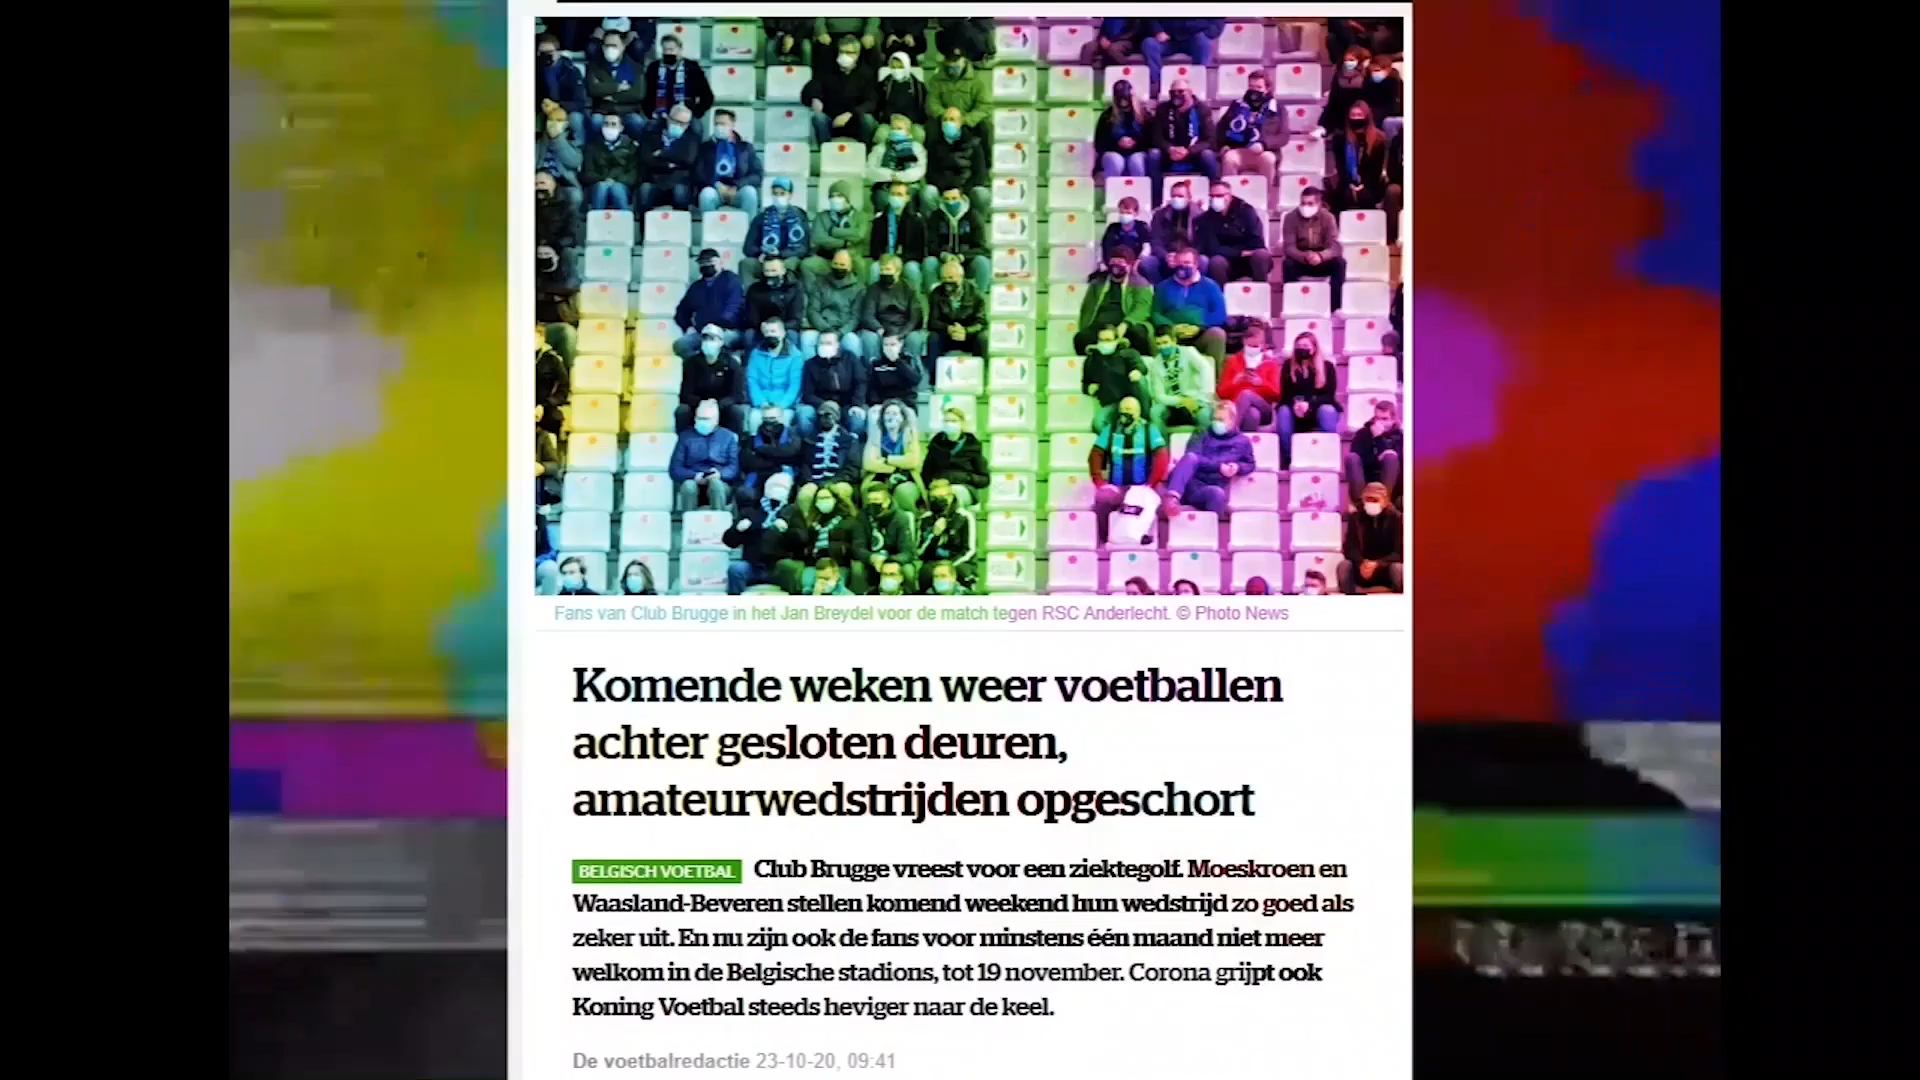 Fans van Club Brugge in het Jan Breydel voor de match tegen RSC Anderlecht. © Photo News
Komende weken weer voetballen
achter gesloten deuren,
amateurwedstrijden opgeschort
BELGISCH VOETBAL Club Brugge vreest voor een ziektegolf. Moeskroen en
Waasland-Beveren stellen komend weekend hun wedstrijd zo goed als
zeker uit. En nu zijn ook de fans voor minstens één maand niet meer
welkom in de Belgische stadions, tot 19 november. Corona grijpt ook
Koning Voetbal steeds heviger naar de keel.
De voetbalredactie 23-10-20, 09:41